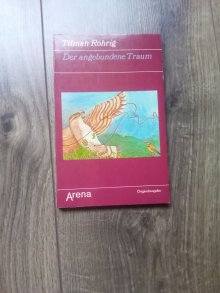 Tilman Röhrig
Der angebundene Traum
Arena
Originalausgabe